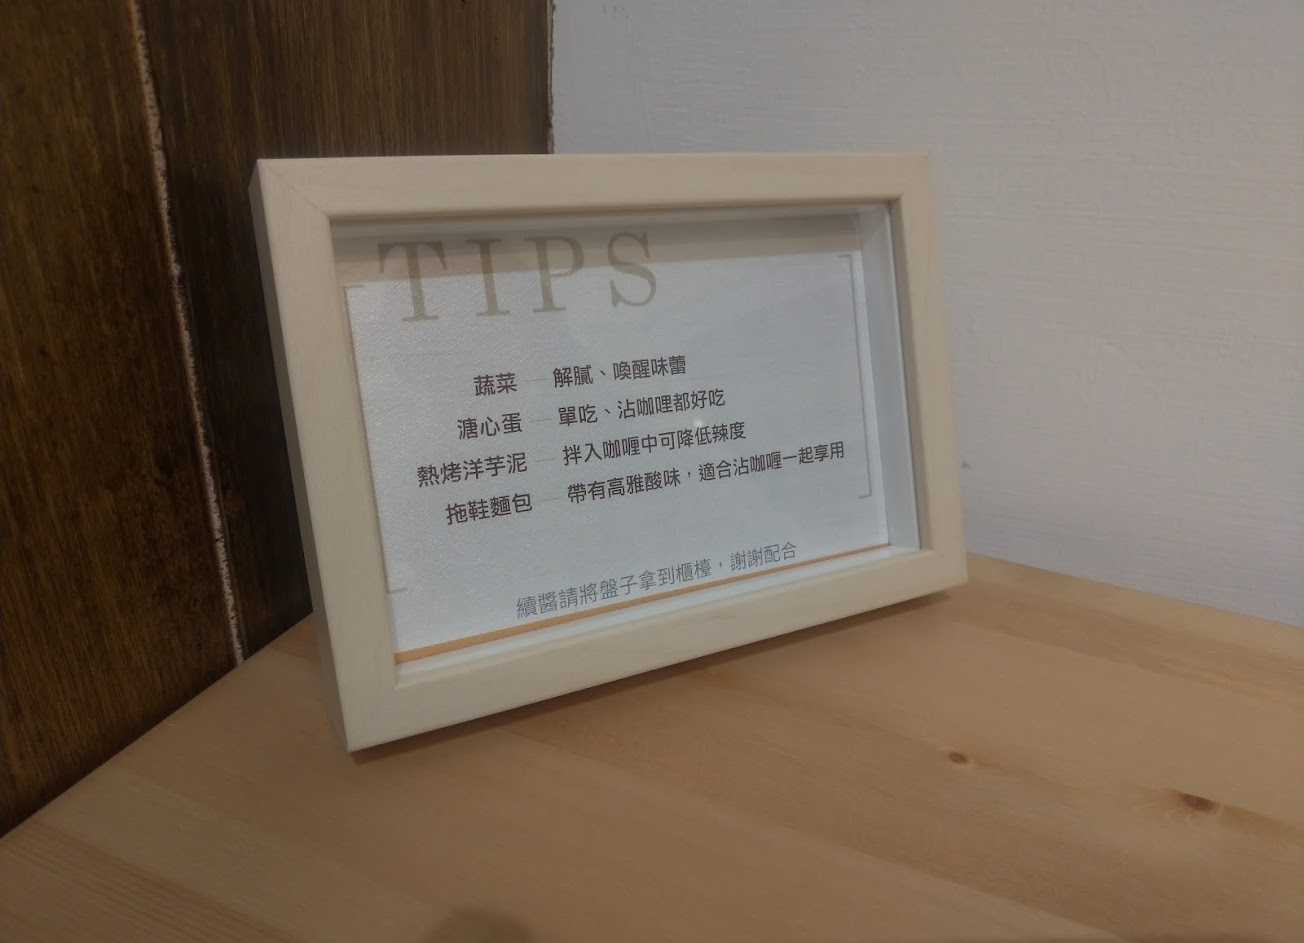 TIPS
蔬菜 — 解膩、喚醒味蕾
溏心蛋 — 單吃、沾咖哩都好吃
熱烤洋芋泥 — 拌入咖喱中可降低辣度
拖鞋麵包 — 帶有高雅酸味，適合沾咖喱一起享用
續醬請將盤子拿到櫃檯，謝謝配合